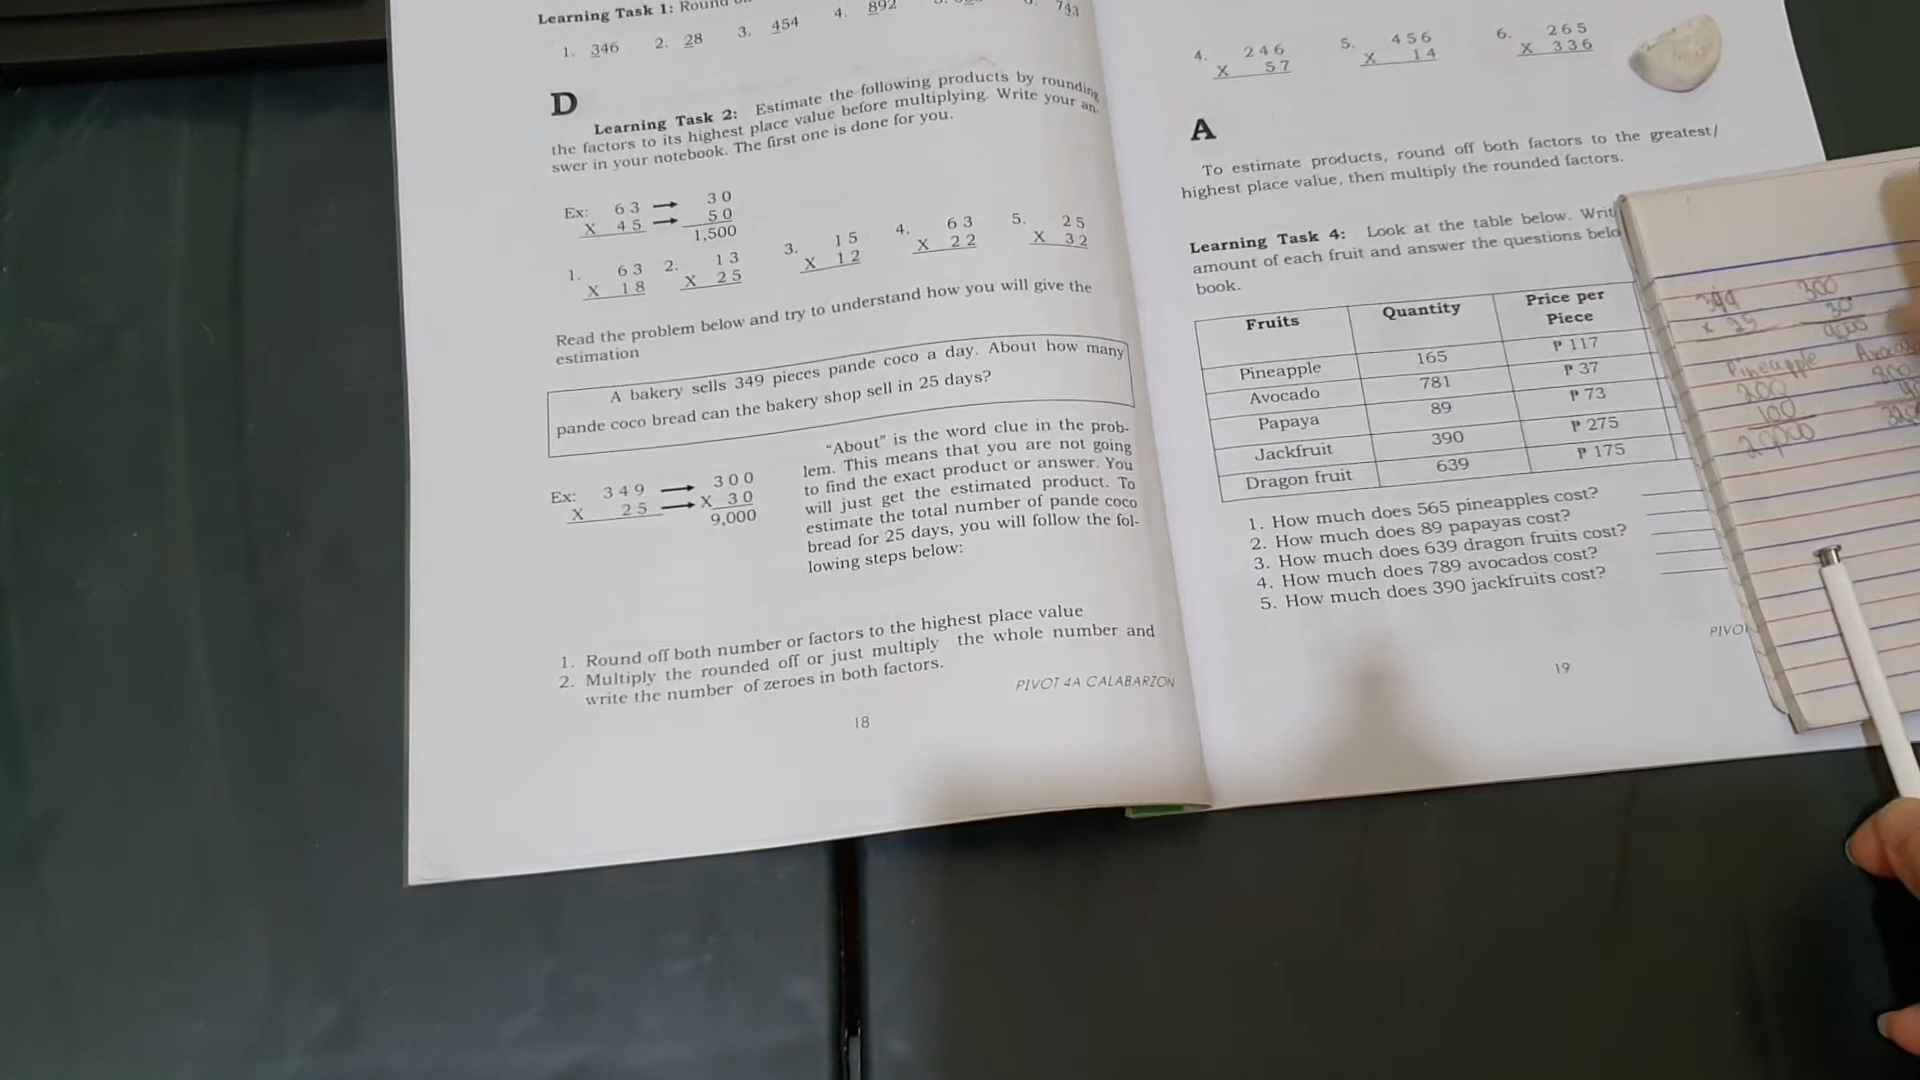 Learning Task 1: Round
1. 346 2. 28 3. 454 4. 892 743
D
Learning Task 2: Estimate the following products by rounding
the factors to its highest place value before multiplying. Write your an-
swer in your notebook. The first one is done for you.
Ex: 63 → 30
X 45 → 50
1,500
1. 63 2. 13 3. 15 4. 63 5. 25
X 18 X 25 X 12 X 22 X 32
Read the problem below and try to understand how you will give the
estimation
A bakery sells 349 pieces pande coco a day. About how many
pande coco bread can the bakery shop sell in 25 days?
Ex: 349 → 300
X 25 → X 30
9,000
"About" is the word clue in the prob-
lem. This means that you are not going
to find the exact product or answer. You
will just get the estimated product. To
estimate the total number of pande coco
bread for 25 days, you will follow the fol-
lowing steps below:
1. Round off both number or factors to the highest place value
2. Multiply the rounded off or just multiply the whole number and
write the number of zeroes in both factors.
PIVOT 4A CALABARZON
18
4. 246 5. 456 6. 265
X 57 X 14 X 336
A
To estimate products, round off both factors to the greatest/
highest place value, then multiply the rounded factors.
Learning Task 4: Look at the table below. Writ
amount of each fruit and answer the questions belo
book.
Fruits Quantity Price per
Piece
Pineapple 165 ₱ 117
Avocado 781 ₱ 37
Papaya 89 ₱ 73
Jackfruit 390 ₱ 275
Dragon fruit 639 ₱ 175
1. How much does 565 pineapples cost?
2. How much does 89 papayas cost?
3. How much does 639 dragon fruits cost?
4. How much does 789 avocados cost?
5. How much does 390 jackfruits cost?
PIVO
19
300
x 25 30
9000
Pineapple Avocado
200 800
100
20,000